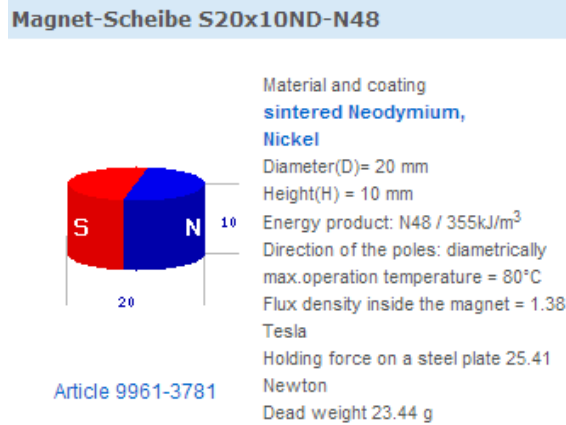 Magnet-Scheibe S20x10ND-N48
Material and coating
sintered Neodymium,
Nickel
Diameter(D)= 20 mm
Height(H) = 10 mm
Energy product: N48 / 355kJ/m³
Direction of the poles: diametrically
max.operation temperature = 80°C
Flux density inside the magnet = 1.38
Tesla
Holding force on a steel plate 25.41
Newton
Dead weight 23.44 g
S
N
10
20
Article 9961-3781